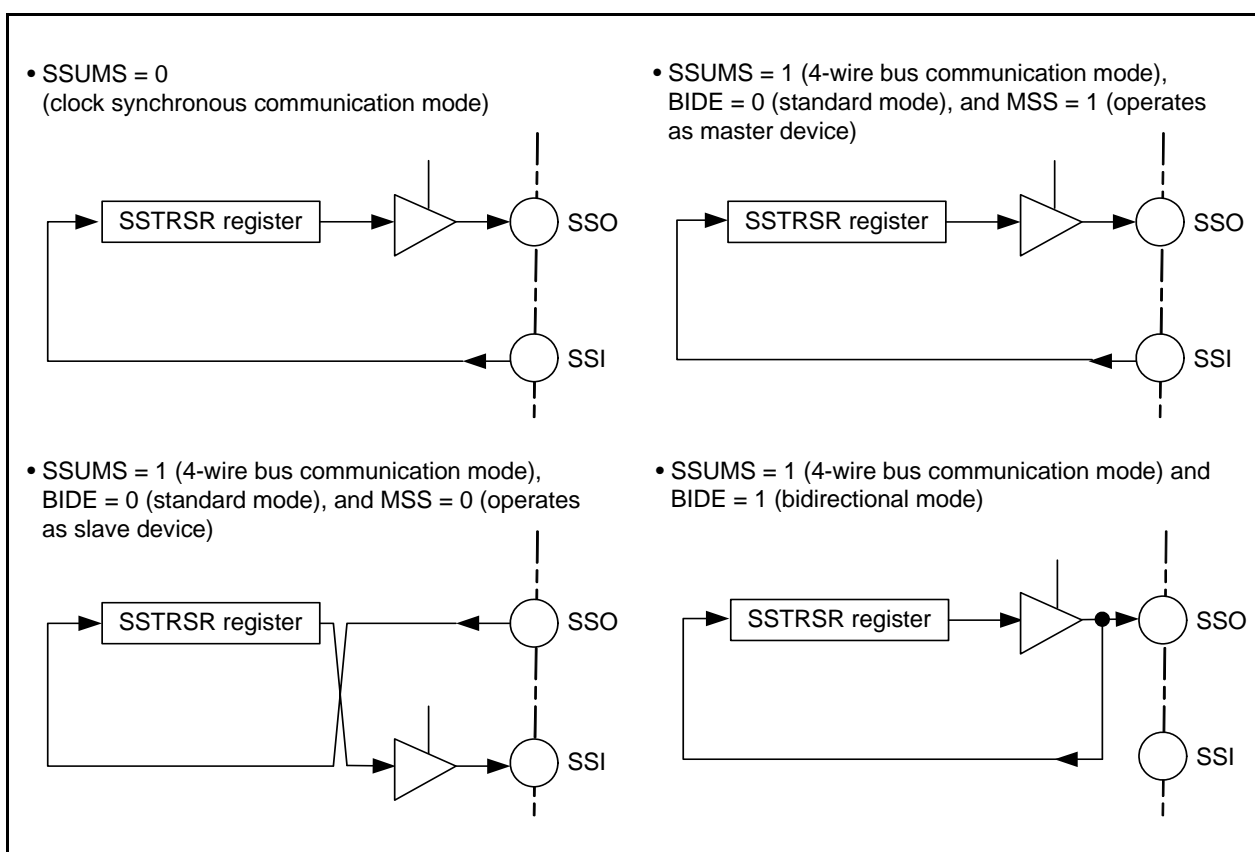 • SSUMS = 0
(clock synchronous communication mode)
SSTRSR register
SSO
SSI
• SSUMS = 1 (4-wire bus communication mode),
BIDE = 0 (standard mode), and MSS = 1 (operates
as master device)
SSTRSR register
SSO
SSI
• SSUMS = 1 (4-wire bus communication mode),
BIDE = 0 (standard mode), and MSS = 0 (operates
as slave device)
SSTRSR register
SSO
SSI
• SSUMS = 1 (4-wire bus communication mode) and
BIDE = 1 (bidirectional mode)
SSTRSR register
SSO
SSI